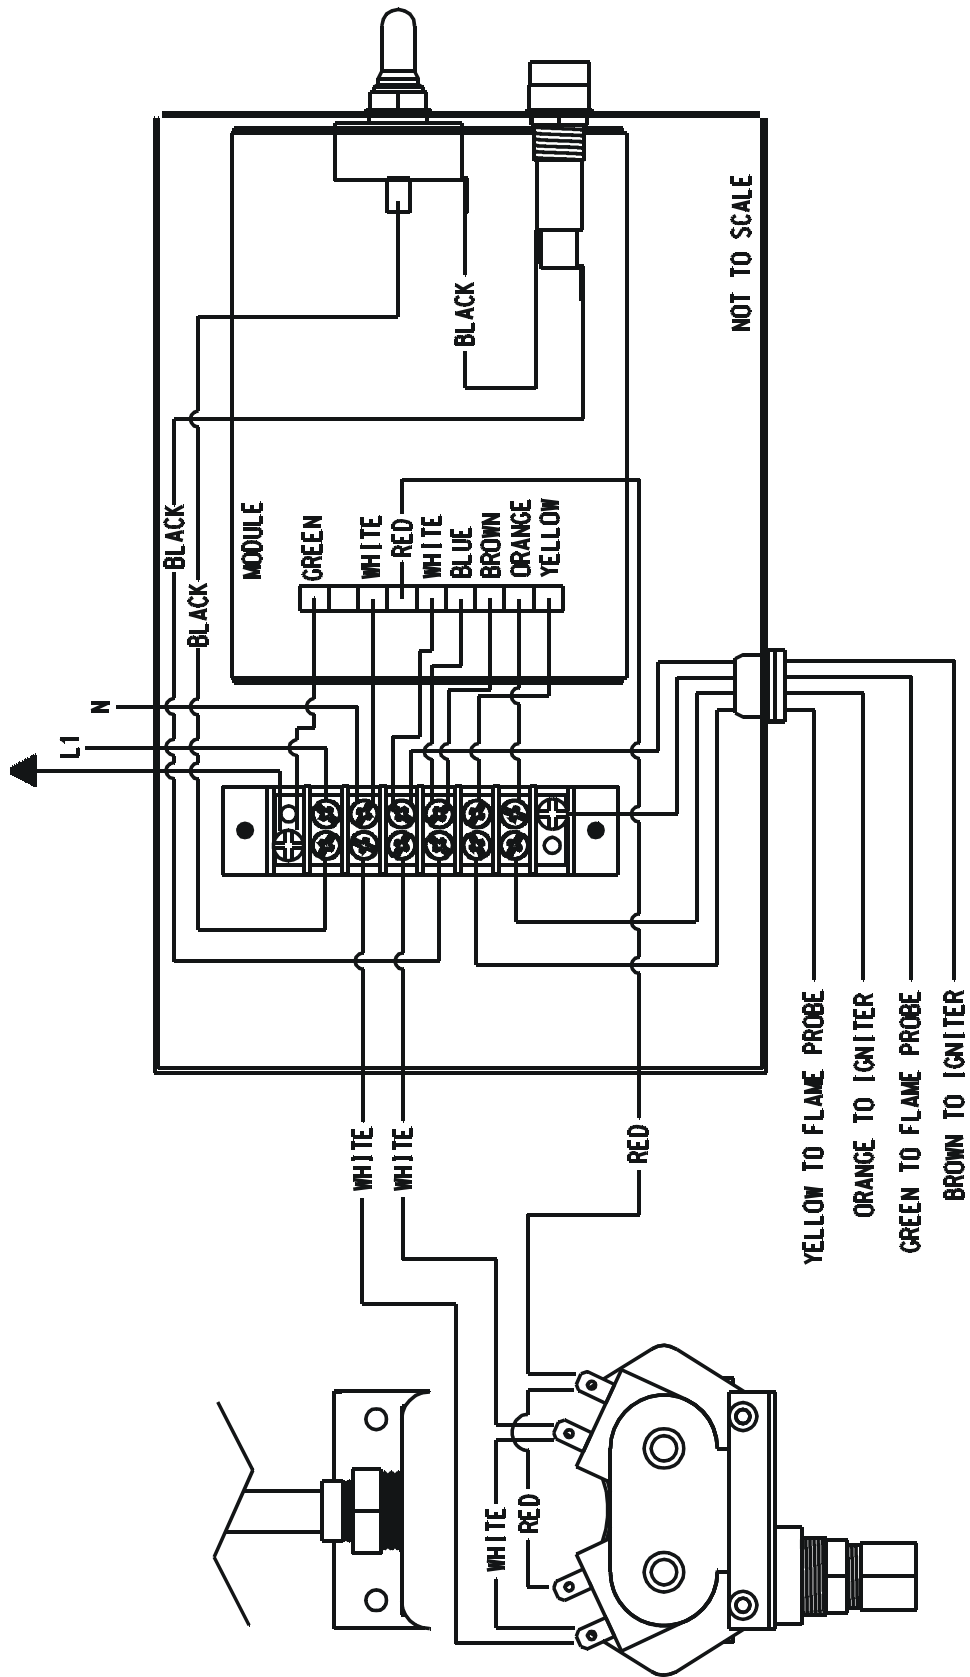 NOT TO SCALE
BLACK
BLACK
BLACK
MODULE
GREEN
WHITE
RED
WHITE
BLUE
BROWN
ORANGE
YELLOW
N
L1
YELLOW TO FLAME PROBE
ORANGE TO IGNITER
GREEN TO FLAME PROBE
BROWN TO IGNITER
WHITE
WHITE
RED
WHITE
RED